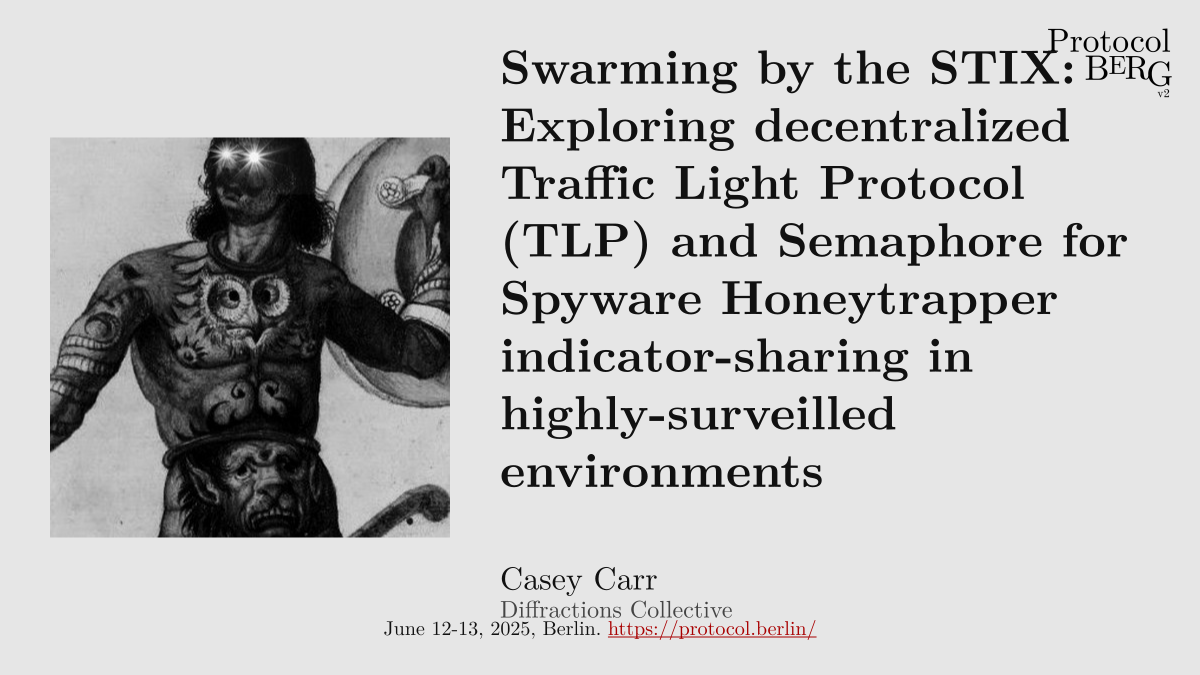 Protocol
BERG
v2
Swarming by the STIX:
Exploring decentralized
Traffic Light Protocol
(TLP) and Semaphore for
Spyware Honeytrapper
indicator-sharing in
highly-surveilled
environments
Casey Carr
Diffractions Collective
June 12-13, 2025, Berlin. https://protocol.berlin/